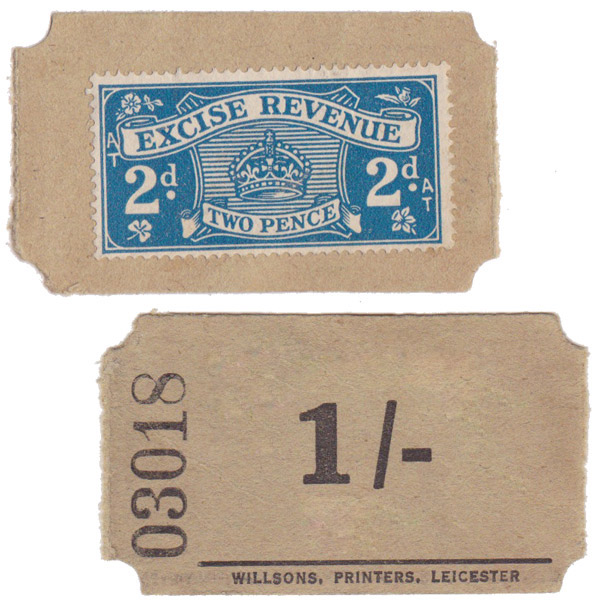 EXCISE REVENUE
AT
2d.
2d.
AT
TWO PENCE
03018
1/-
WILLSONS, PRINTERS, LEICESTER